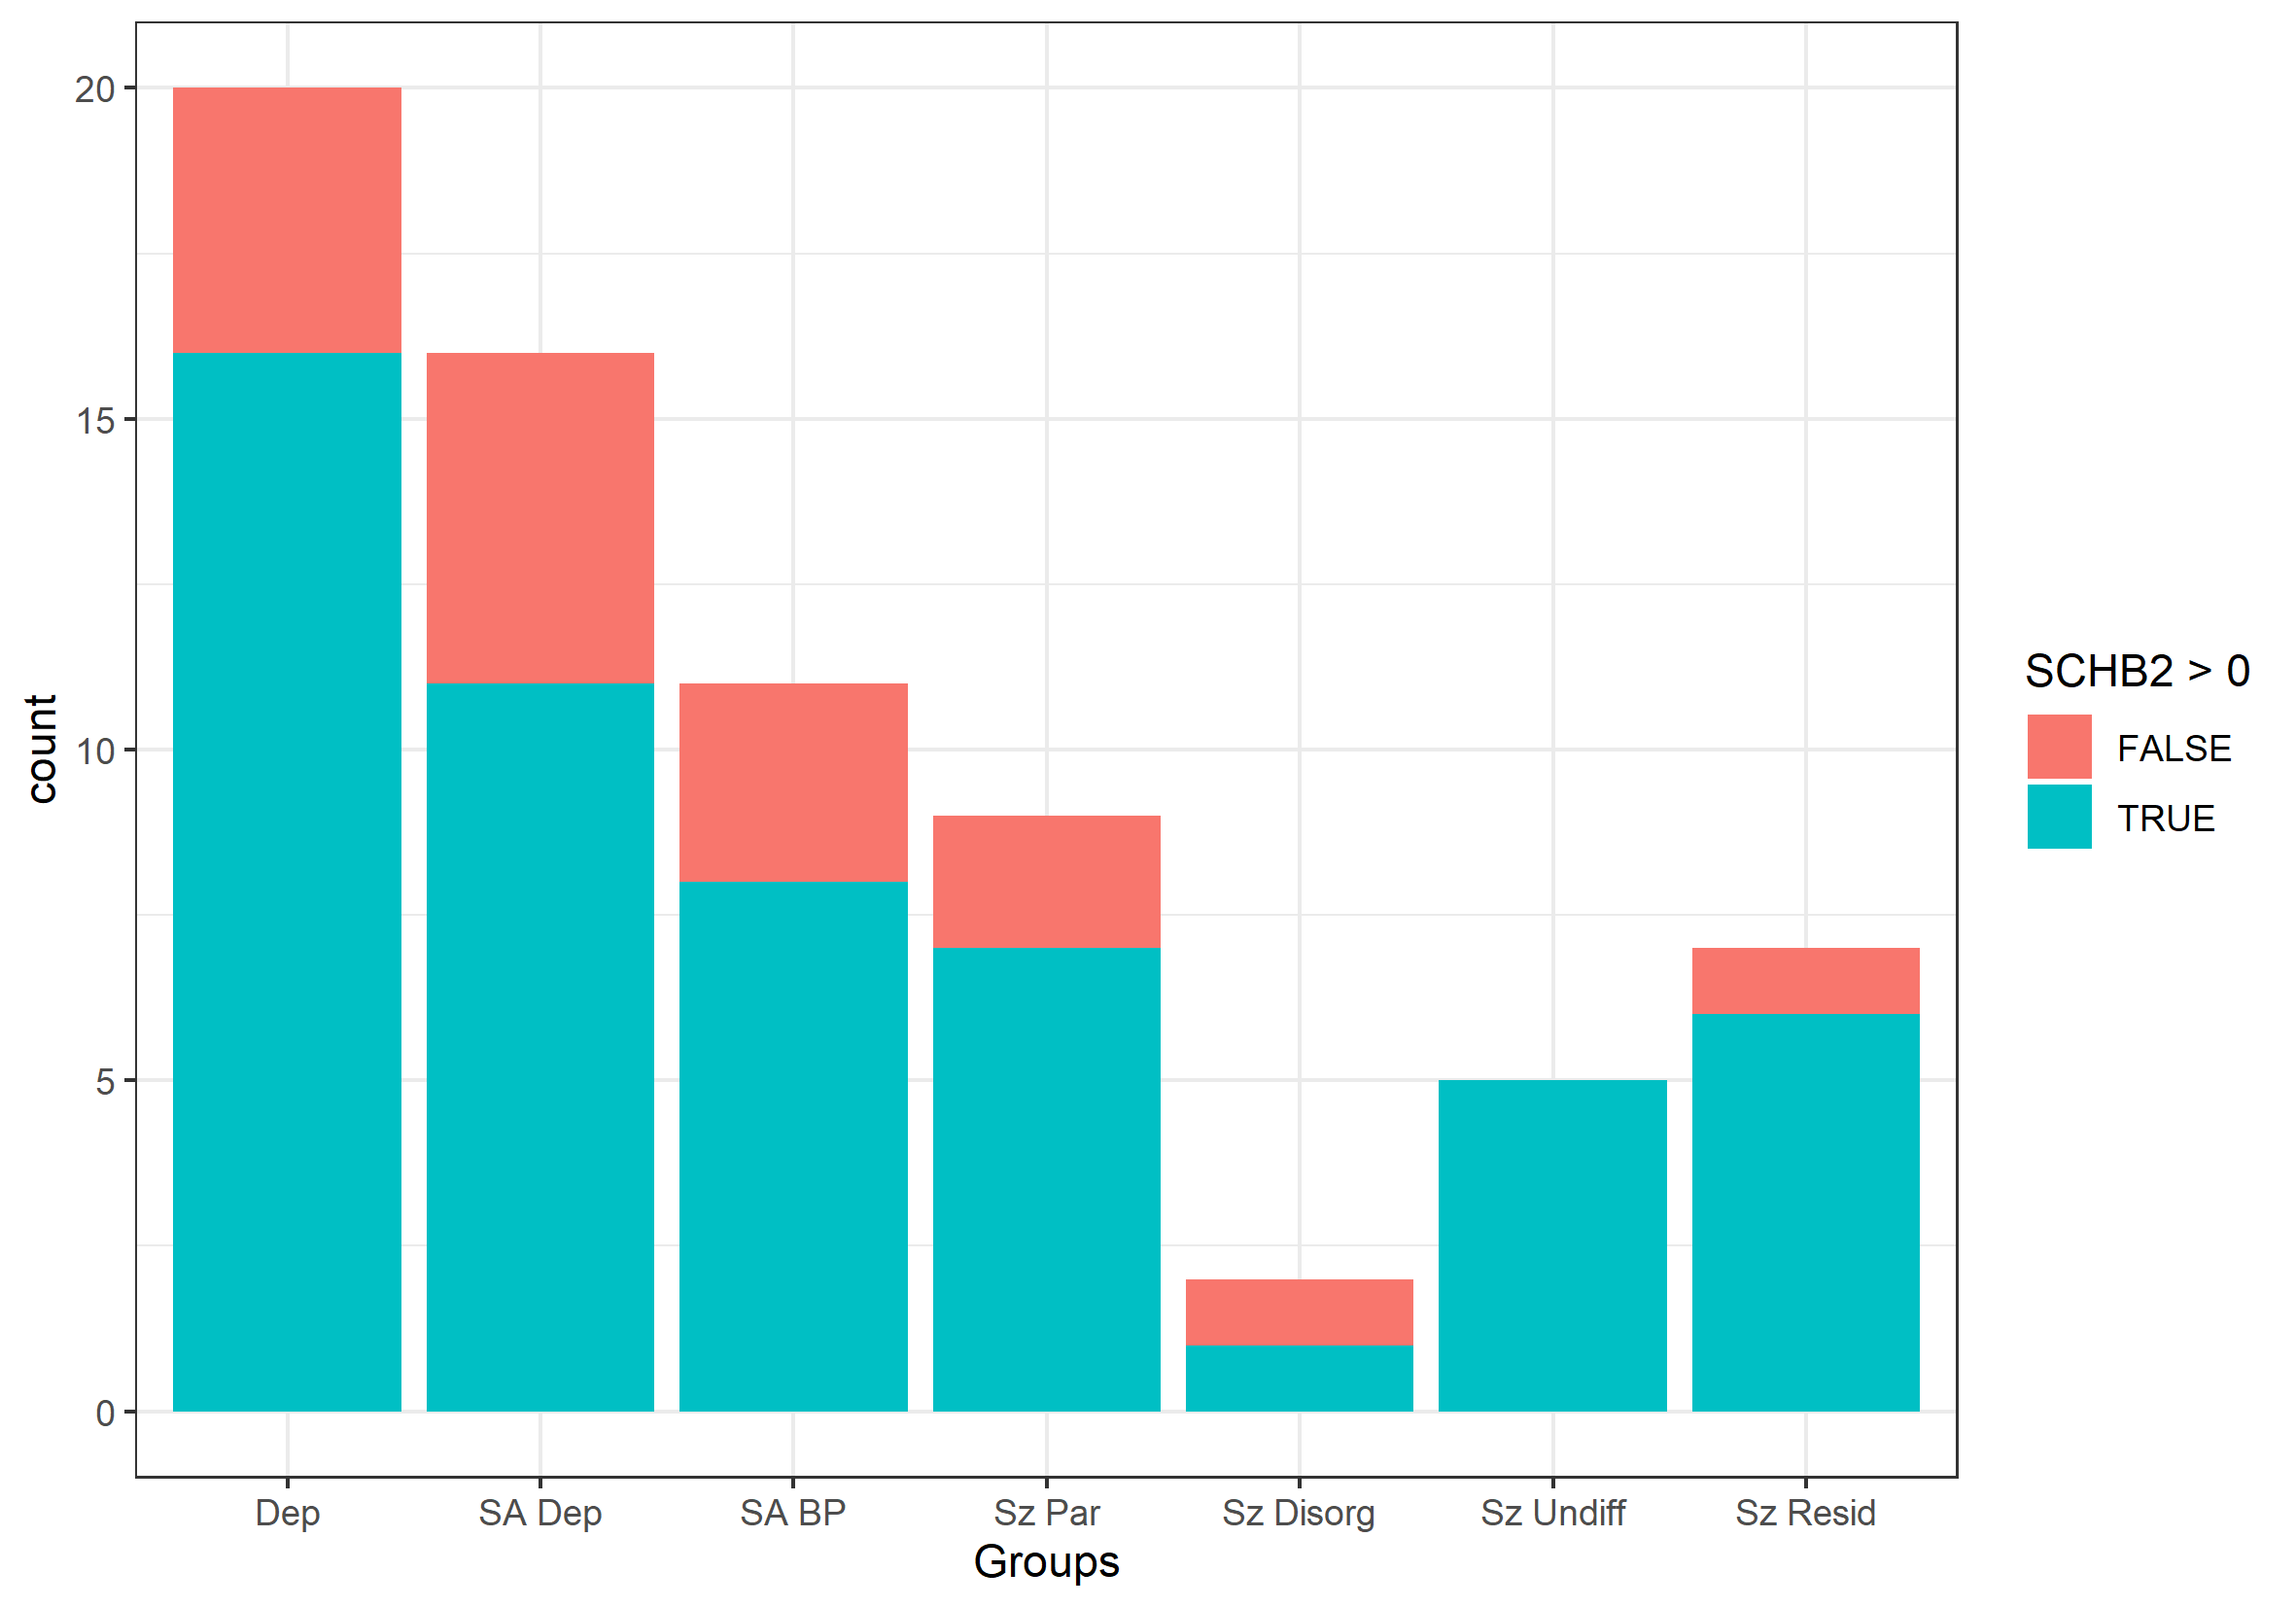 20
15
10
5
0
count
Dep
SA Dep
SA BP
Sz Par
Sz Disorg
Sz Undiff
Sz Resid
Groups
SCHB2 > 0
FALSE
TRUE